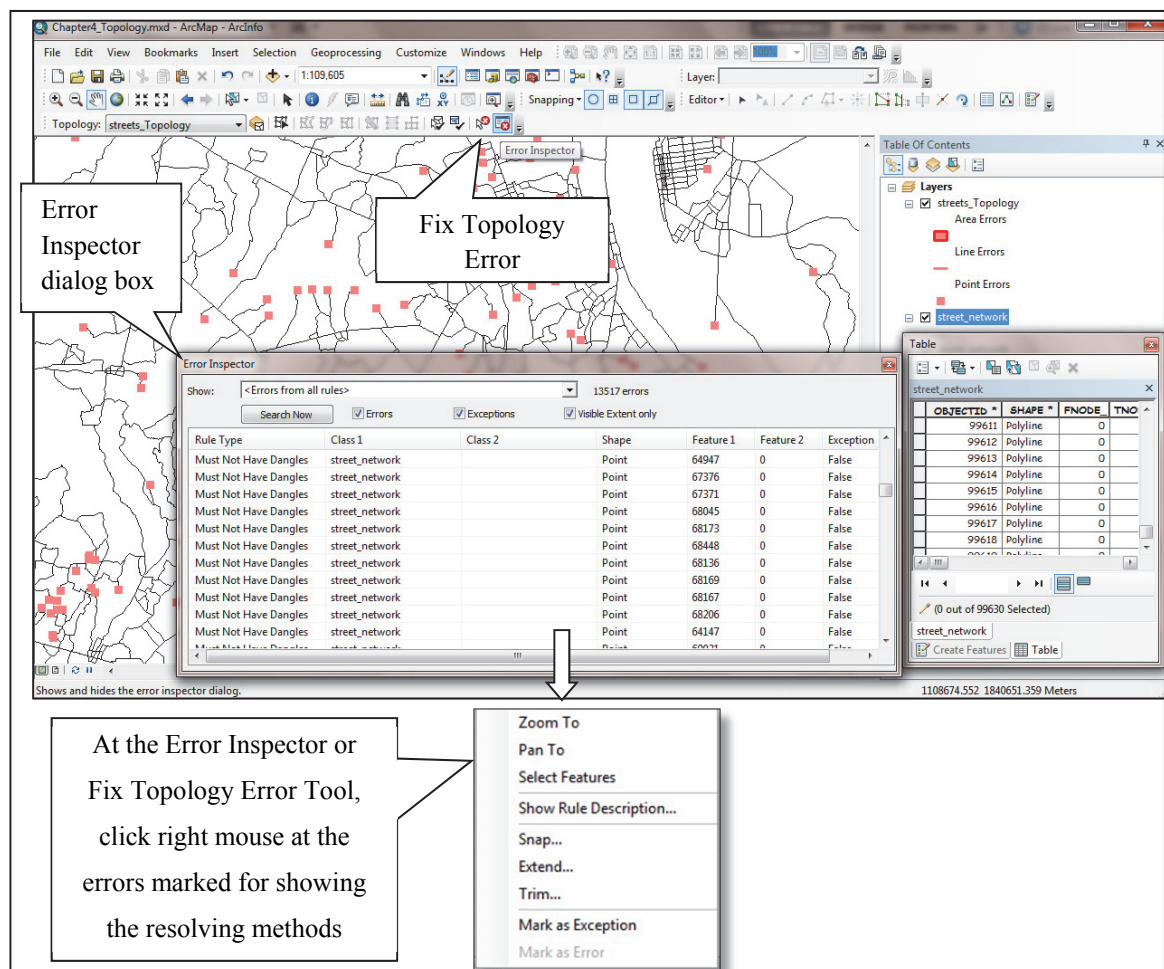 Chapter4_Topology.mxd - ArcMap - ArcInfo
File Edit View Bookmarks Insert Selection Geoprocessing Customize Windows Help 100%
1:109,605 Layer:
Snapping Editor
Topology: streets_Topology
Error Inspector
Error
Inspector
dialog box
Fix Topology
Error
Table Of Contents
Layers
streets_Topology
Area Errors
Line Errors
Point Errors
street_network
Table
street_network
OBJECTID * SHAPE * FNODE_ TNO
99611 Polyline 0
99612 Polyline 0
99613 Polyline 0
99614 Polyline 0
99615 Polyline 0
99616 Polyline 0
99617 Polyline 0
99618 Polyline 0
(0 out of 99630 Selected)
street_network
Create Features Table
Error Inspector
Show: <Errors from all rules> 13517 errors
Search Now Errors Exceptions Visible Extent only
Rule Type Class 1 Class 2 Shape Feature 1 Feature 2 Exception
Must Not Have Dangles street_network Point 64947 0 False
Must Not Have Dangles street_network Point 67376 0 False
Must Not Have Dangles street_network Point 67371 0 False
Must Not Have Dangles street_network Point 68045 0 False
Must Not Have Dangles street_network Point 68173 0 False
Must Not Have Dangles street_network Point 68448 0 False
Must Not Have Dangles street_network Point 68136 0 False
Must Not Have Dangles street_network Point 68169 0 False
Must Not Have Dangles street_network Point 68167 0 False
Must Not Have Dangles street_network Point 68206 0 False
Must Not Have Dangles street_network Point 64147 0 False
Shows and hides the error inspector dialog.
1108674.552 1840651.359 Meters
At the Error Inspector or
Fix Topology Error Tool,
click right mouse at the
errors marked for showing
the resolving methods
Zoom To
Pan To
Select Features
Show Rule Description...
Snap...
Extend...
Trim...
Mark as Exception
Mark as Error